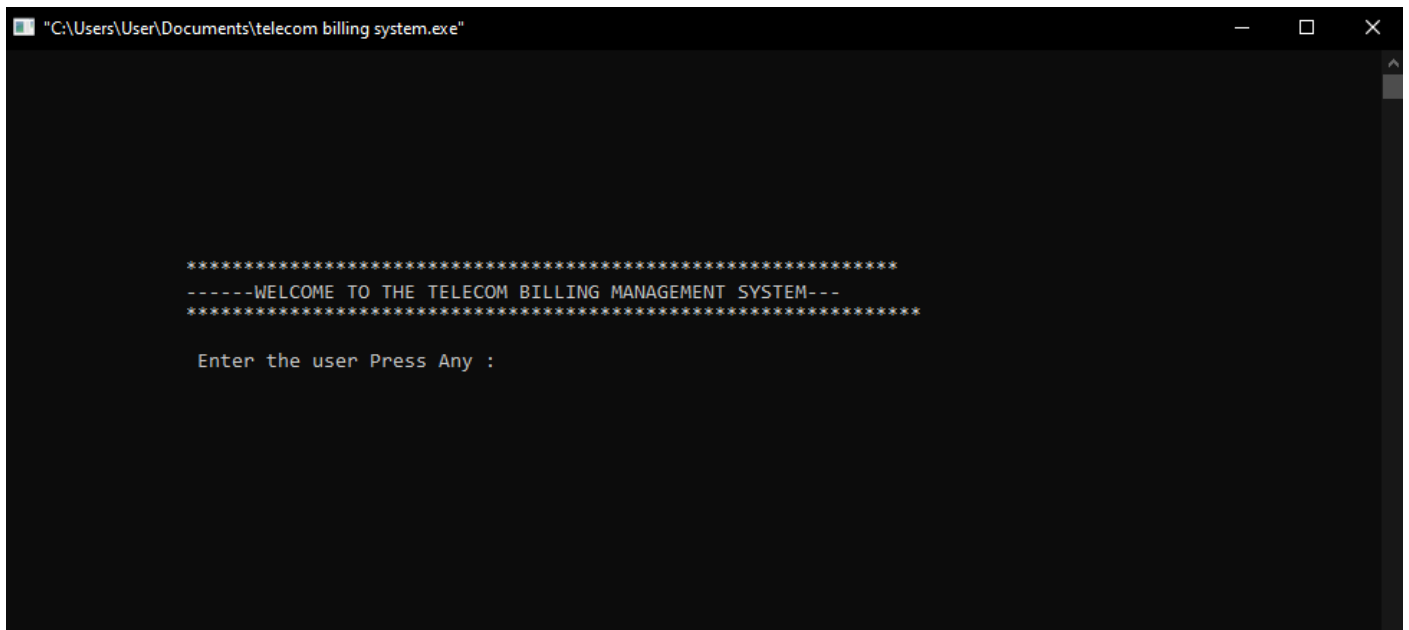 "C:\Users\User\Documents\telecom billing system.exe"
**************************************************************
------WELCOME TO THE TELECOM BILLING MANAGEMENT SYSTEM---
****************************************************************
Enter the user Press Any :